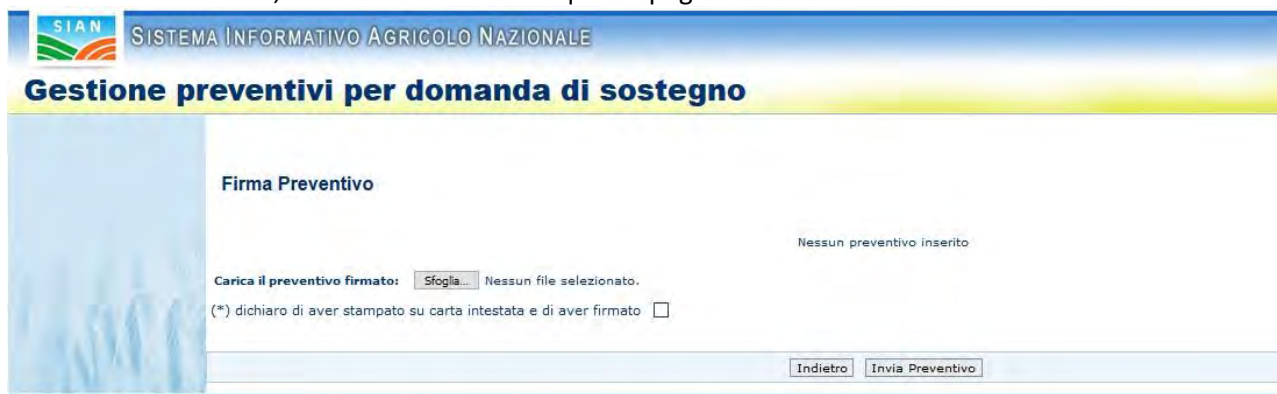 SIAN
SISTEMA INFORMATIVO AGRICOLO NAZIONALE
Gestione preventivi per domanda di sostegno
Firma Preventivo
Nessun preventivo inserito
Carica il preventivo firmato: Sfoglia... Nessun file selezionato.
(*) dichiaro di aver stampato su carta intestata e di aver firmato
Indietro Invia Preventivo